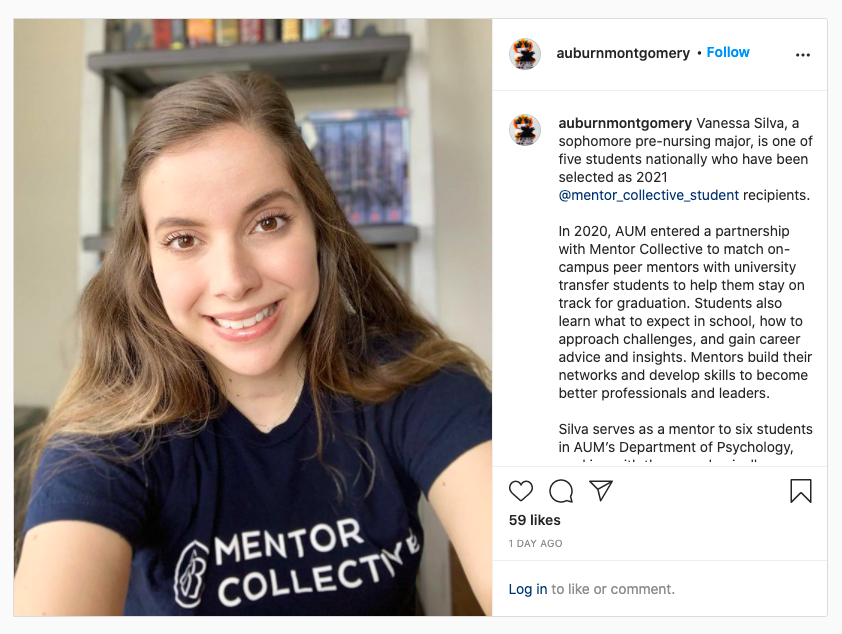 MENTOR
COLLECTIVE
auburnmontgomery • Follow
auburnmontgomery Vanessa Silva, a
sophomore pre-nursing major, is one of
five students nationally who have been
selected as 2021
@mentor_collective_student recipients.
In 2020, AUM entered a partnership
with Mentor Collective to match on-
campus peer mentors with university
transfer students to help them stay on
track for graduation. Students also
learn what to expect in school, how to
approach challenges, and gain career
advice and insights. Mentors build their
networks and develop skills to become
better professionals and leaders.
Silva serves as a mentor to six students
in AUM’s Department of Psychology,
59 likes
1 DAY AGO
Log in to like or comment.